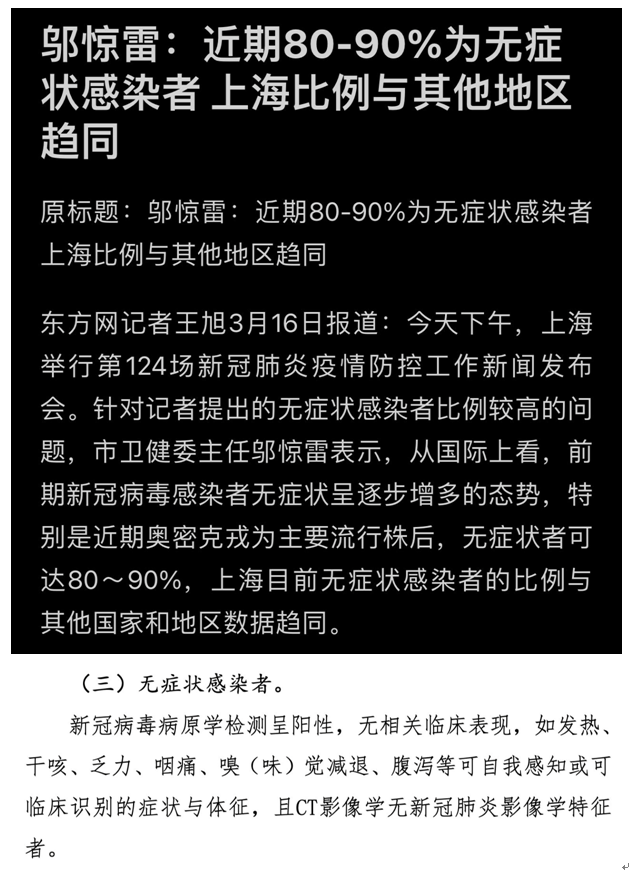 邬惊雷：近期80-90%为无症
状感染者 上海比例与其他地区
趋同
原标题：邬惊雷：近期80-90%为无症状感染者
上海比例与其他地区趋同
东方网记者王旭3月16日报道：今天下午，上海
举行第124场新冠肺炎疫情防控工作新闻发布
会。针对记者提出的无症状感染者比例较高的问
题，市卫健委主任邬惊雷表示，从国际上看，前
期新冠病毒感染者无症状呈逐步增多的态势，特
别是近期奥密克戎为主要流行株后，无症状者可
达80～90%，上海目前无症状感染者的比例与
其他国家和地区数据趋同。
（三）无症状感染者。
新冠病毒病原学检测呈阳性，无相关临床表现，如发热、
干咳、乏力、咽痛、嗅（味）觉减退、腹泻等可自我感知或可
临床识别的症状与体征，且CT影像学无新冠肺炎影像学特征
者。